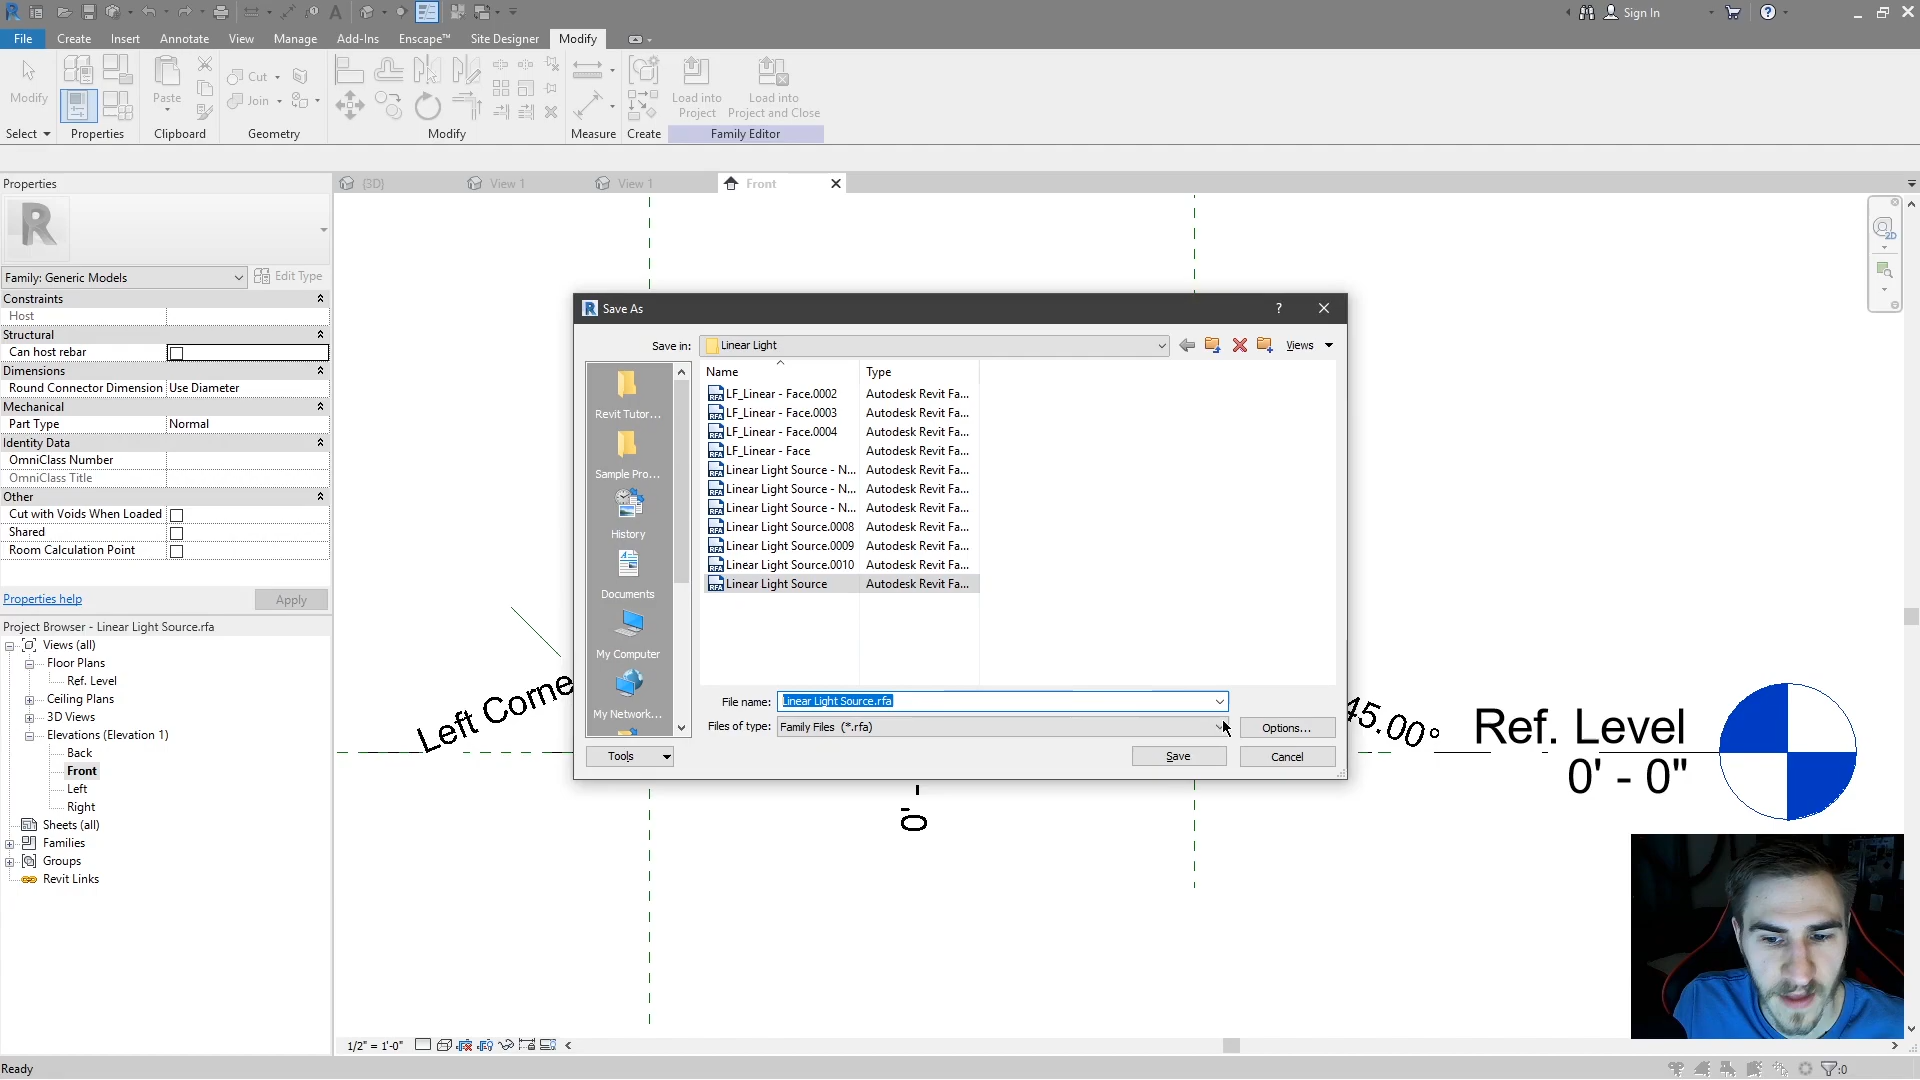 Sign In
File Create Insert Annotate View Manage Add-Ins Enscape™ Site Designer Modify
Modify Paste Cut Join Load into Project Load into Project and Close
Select Properties Clipboard Geometry Modify Measure Create Family Editor
Properties
{3D} View 1 View 1 Front
R
Family: Generic Models Edit Type
Constraints
Host
Structural
Can host rebar
Dimensions
Round Connector Dimension Use Diameter
Mechanical
Part Type Normal
Identity Data
OmniClass Number
OmniClass Title
Other
Cut with Voids When Loaded
Shared
Room Calculation Point
Properties help Apply
Project Browser - Linear Light Source.rfa
Views (all)
Floor Plans
Ref. Level
Ceiling Plans
3D Views
Elevations (Elevation 1)
Back
Front
Left
Right
Sheets (all)
Families
Groups
Revit Links
Save As
Save in: Linear Light Views
Revit Tutor...
Sample Pro...
History
Documents
My Computer
My Network...
Name Type
LF_Linear - Face.0002 Autodesk Revit Fa...
LF_Linear - Face.0003 Autodesk Revit Fa...
LF_Linear - Face.0004 Autodesk Revit Fa...
LF_Linear - Face Autodesk Revit Fa...
Linear Light Source - N... Autodesk Revit Fa...
Linear Light Source - N... Autodesk Revit Fa...
Linear Light Source - N... Autodesk Revit Fa...
Linear Light Source.0008 Autodesk Revit Fa...
Linear Light Source.0009 Autodesk Revit Fa...
Linear Light Source.0010 Autodesk Revit Fa...
Linear Light Source Autodesk Revit Fa...
File name: Linear Light Source.rfa
Files of type: Family Files (*.rfa) Options...
Tools Save Cancel
Left Corne
45.00°
Ref. Level
0' - 0"
0' -
1/2" = 1'-0"
Ready :0